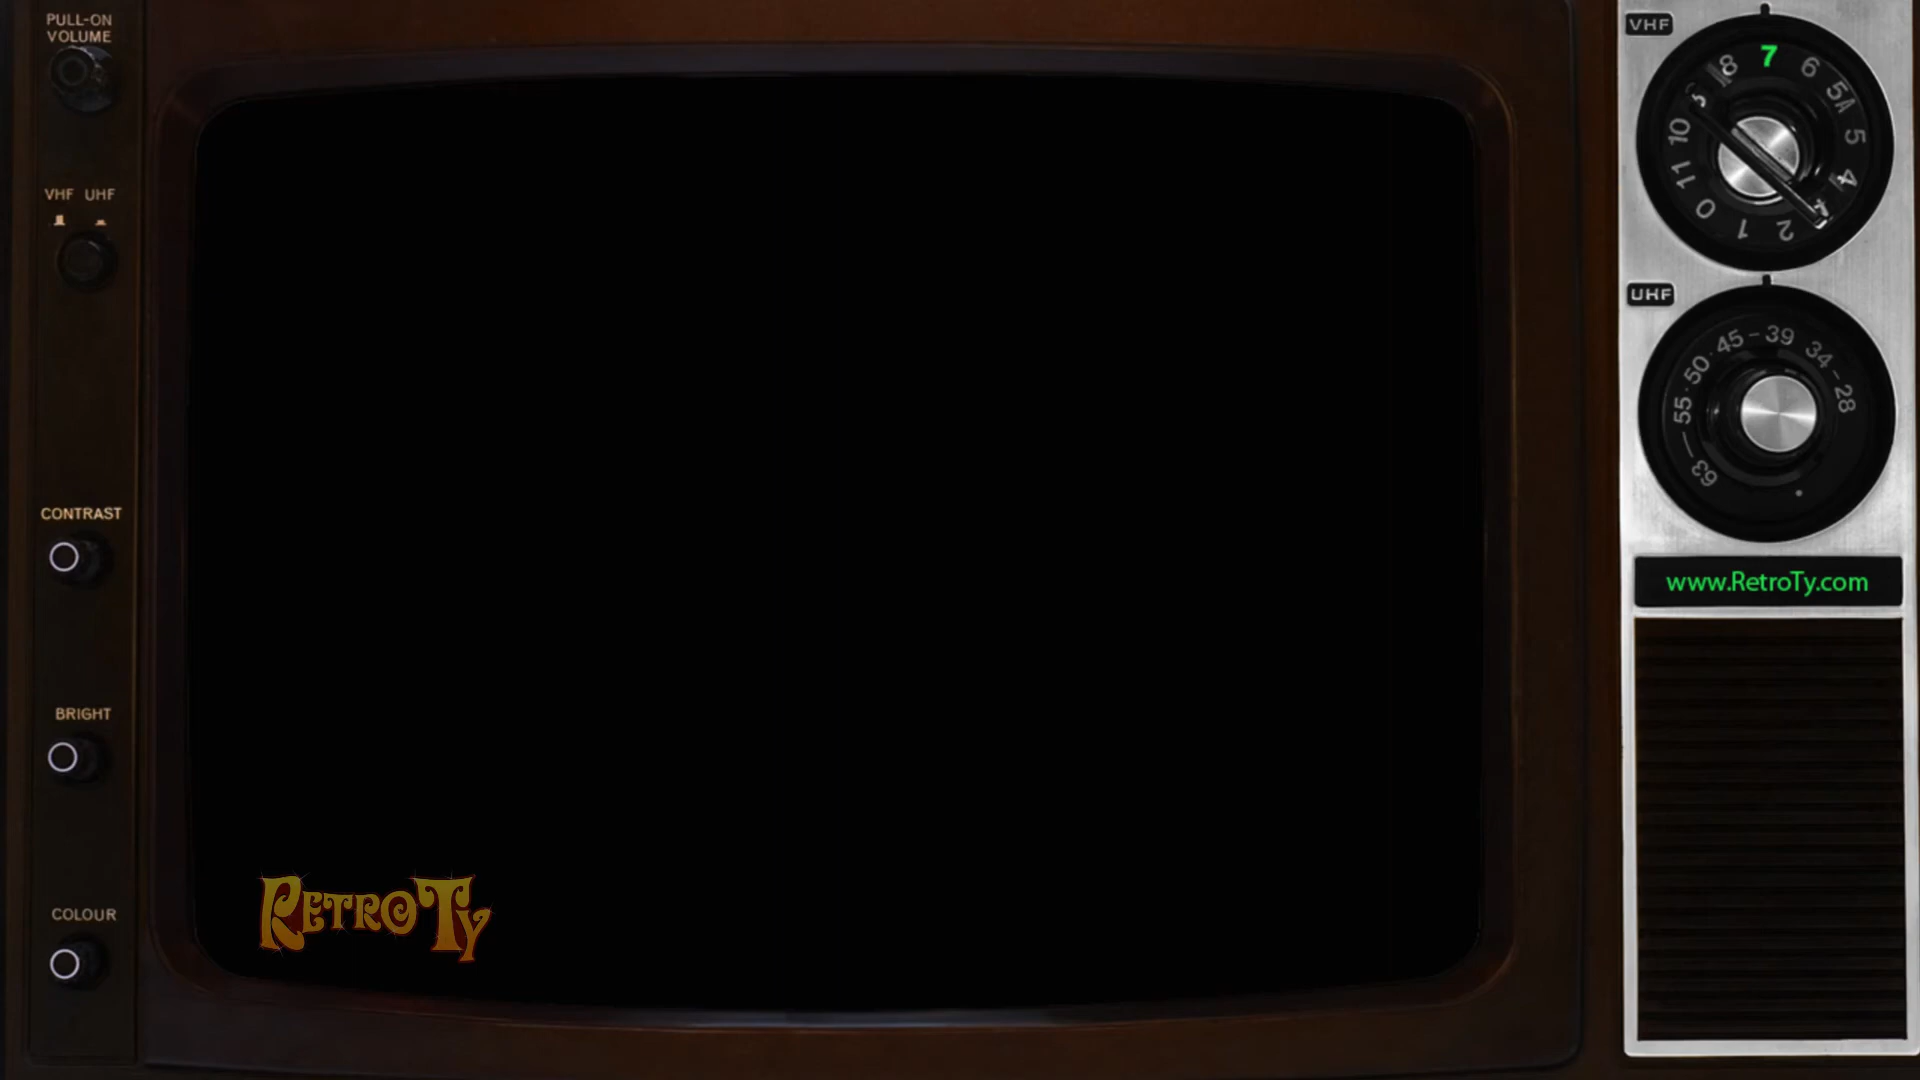 PULL-ON
VOLUME
VHF UHF
CONTRAST
BRIGHT
COLOUR
RETROTY
VHF
7
6
5A
5
4
2
1
0
11
10
9
8
UHF
63
55
50
45
39
34
28
www.RetroTy.com